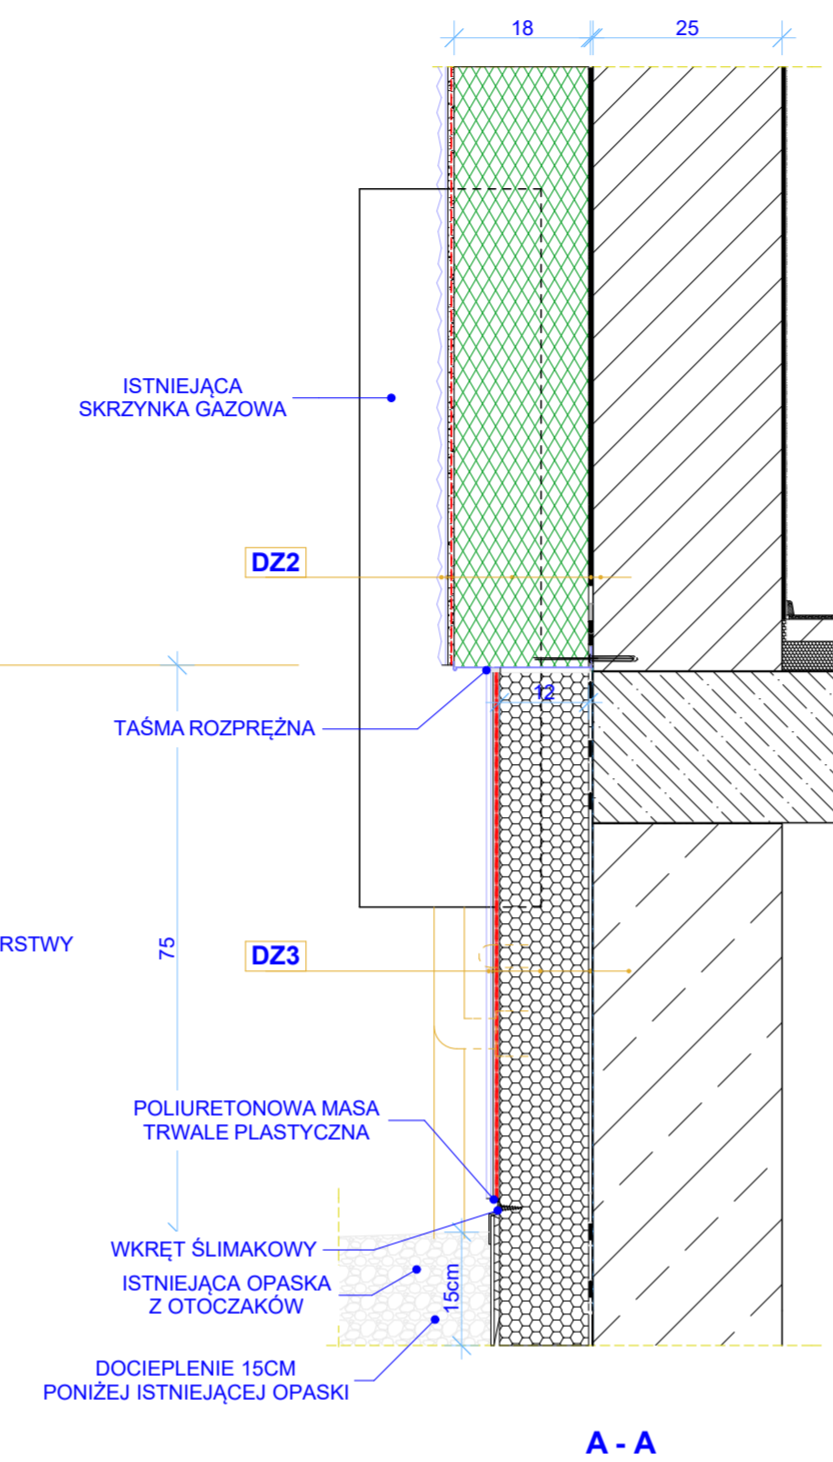 18
25
ISTNIEJĄCA
SKRZYNKA GAZOWA
DZ2
12
TAŚMA ROZPRĘŻNA
RSTWY
75
DZ3
POLIURETONOWA MASA
TRWALE PLASTYCZNA
WKRĘT ŚLIMAKOWY
ISTNIEJĄCA OPASKA
Z OTOCZAKÓW
15cm
DOCIEPLENIE 15CM
PONIŻEJ ISTNIEJĄCEJ OPASKI
A - A